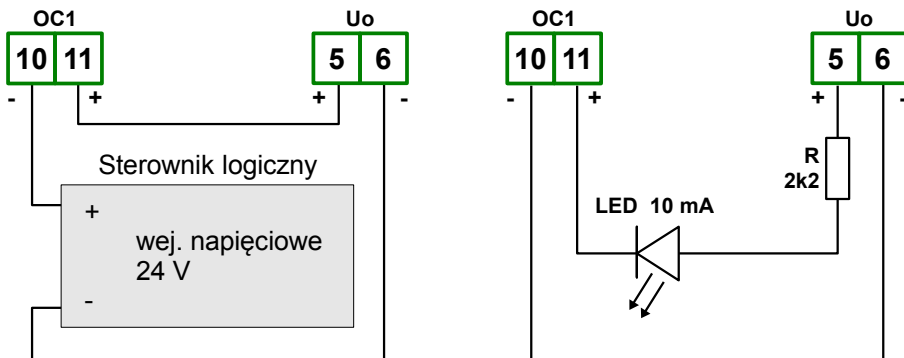 OC1 Uo
10 11 5 6
- + + -
Sterownik logiczny
+
wej. napięciowe
24 V
-
OC1 Uo
10 11 5 6
- + + -
R
2k2
LED 10 mA